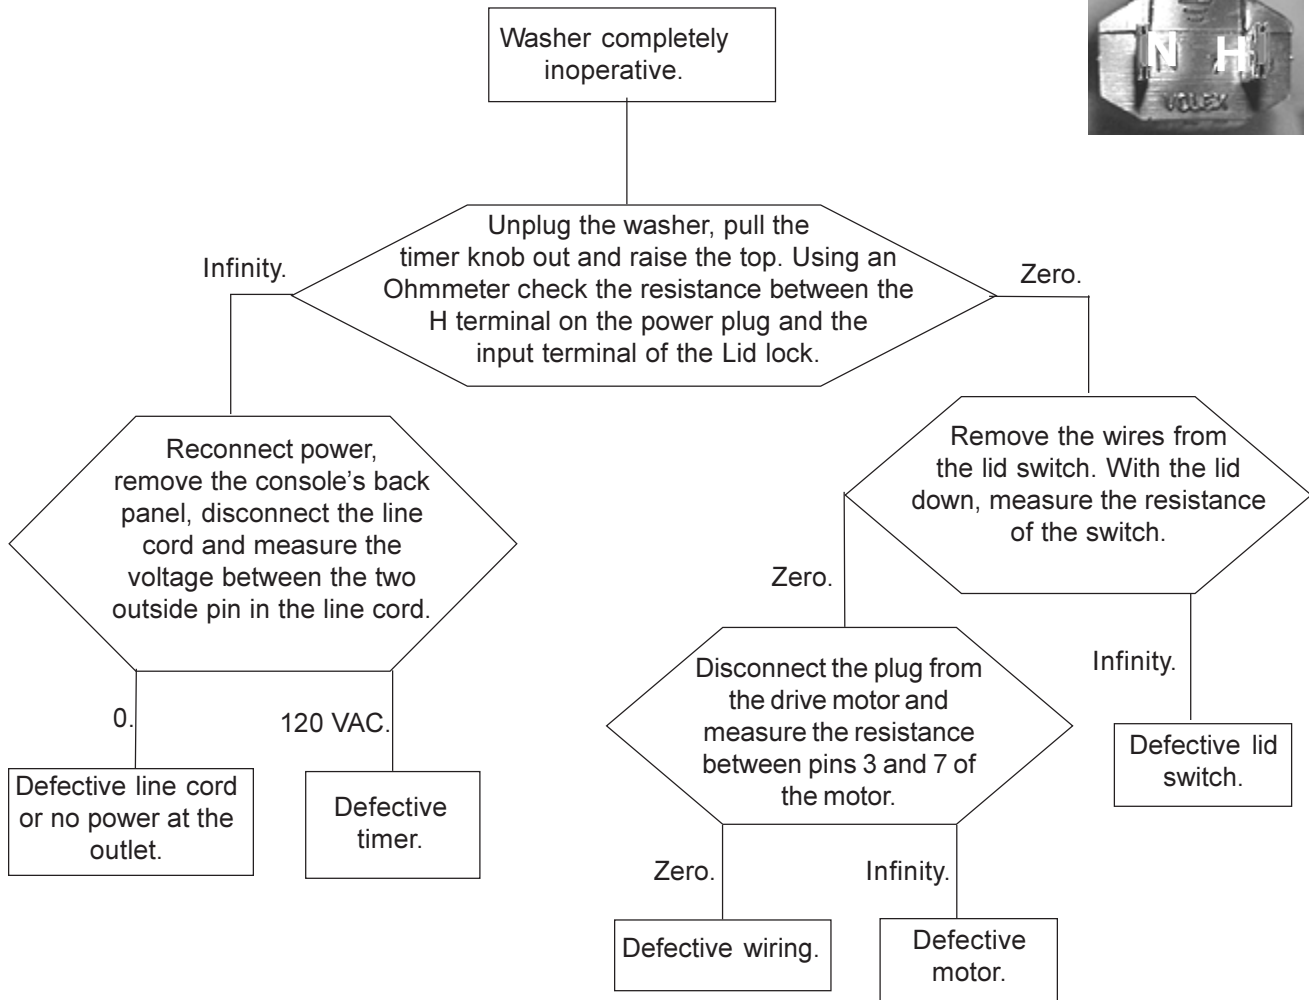 Washer completely
inoperative.
N H
VOLEX
Unplug the washer, pull the
timer knob out and raise the top. Using an
Ohmmeter check the resistance between the
H terminal on the power plug and the
input terminal of the Lid lock.
Infinity.
Zero.
Reconnect power,
remove the console’s back
panel, disconnect the line
cord and measure the
voltage between the two
outside pin in the line cord.
Remove the wires from
the lid switch. With the lid
down, measure the resistance
of the switch.
Zero.
Infinity.
Disconnect the plug from
the drive motor and
measure the resistance
between pins 3 and 7 of
the motor.
0.
120 VAC.
Defective lid
switch.
Defective line cord
or no power at the
outlet.
Defective
timer.
Zero.
Infinity.
Defective wiring.
Defective
motor.